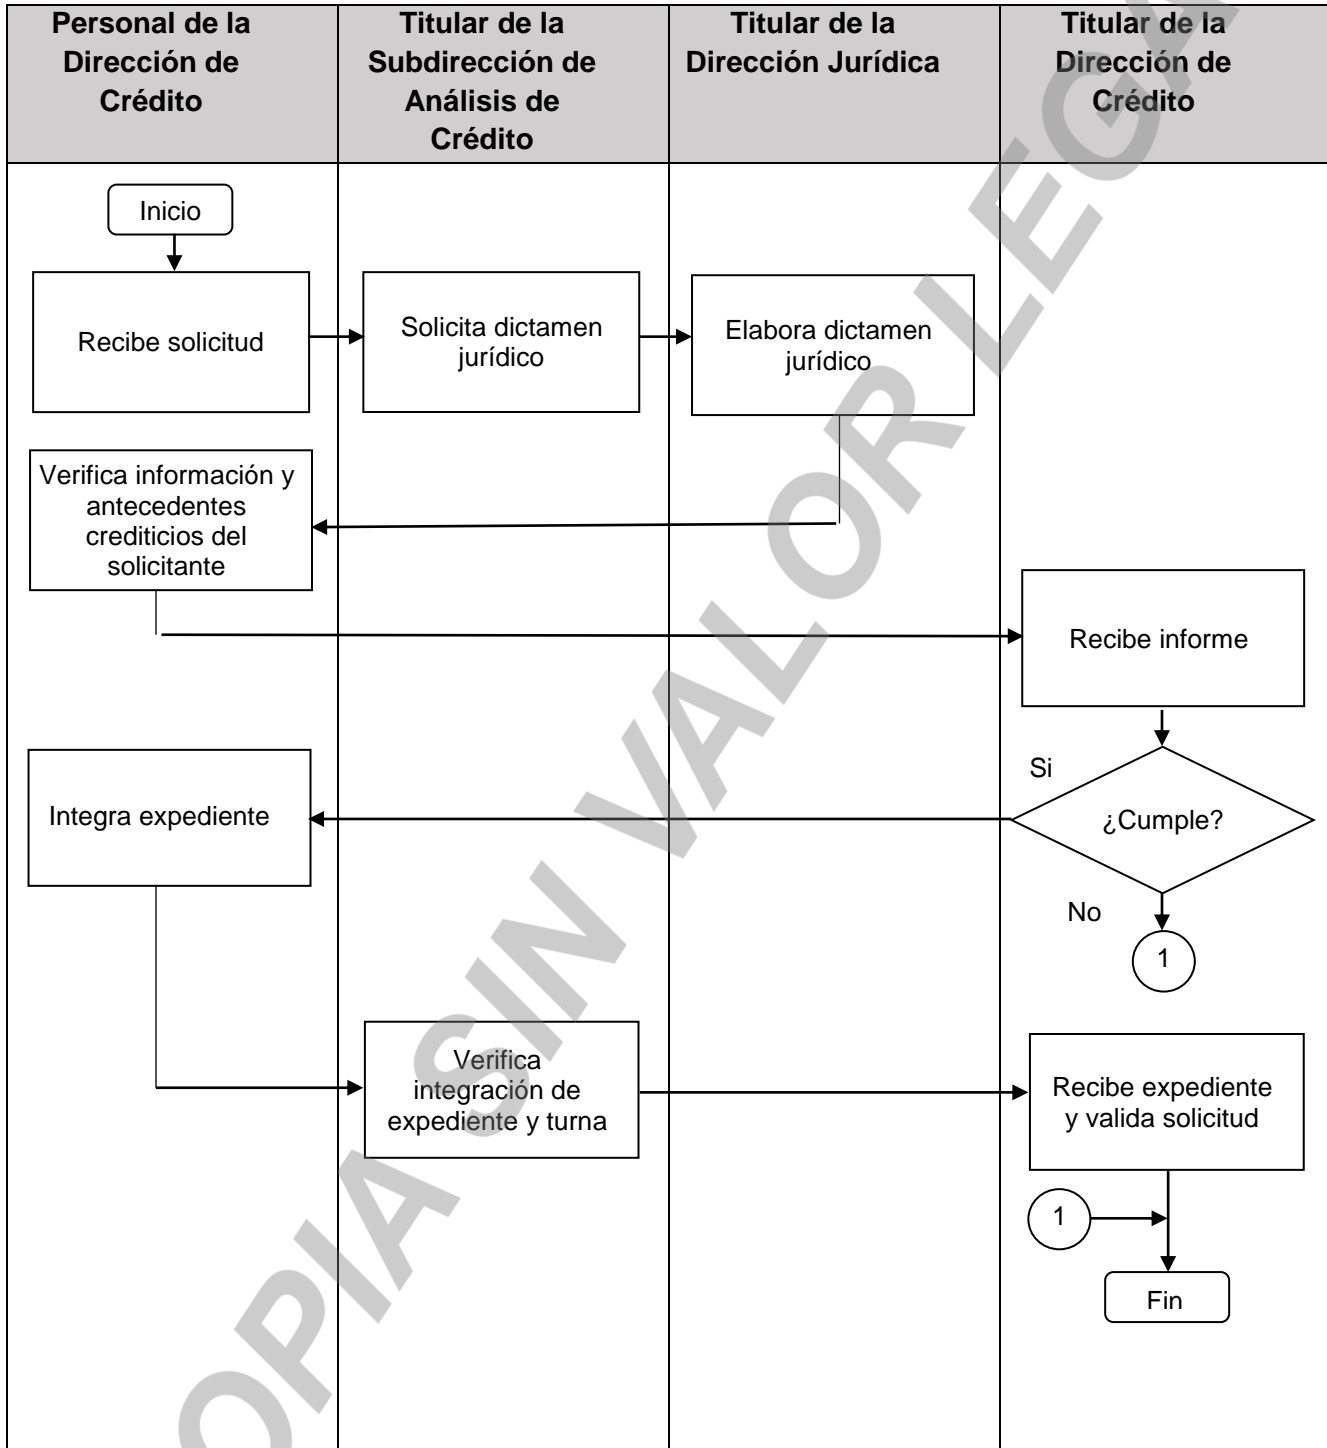 Personal de la
Dirección de
Crédito
Titular de la
Subdirección de
Análisis de
Crédito
Titular de la
Dirección Jurídica
Titular de la
Dirección de
Crédito
Inicio
Recibe solicitud
Solicita dictamen
jurídico
Elabora dictamen
jurídico
Verifica información y
antecedentes
crediticios del
solicitante
Recibe informe
Si
Integra expediente
¿Cumple?
No
1
Verifica
integración de
expediente y turna
Recibe expediente
y valida solicitud
1
Fin
OPIA SIN VALOR LEGA